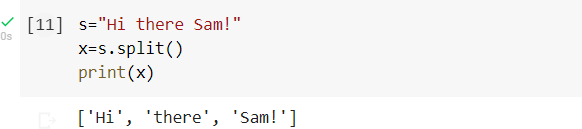 [11] s="Hi there Sam!"
0s x=s.split()
print(x)
['Hi', 'there', 'Sam!']